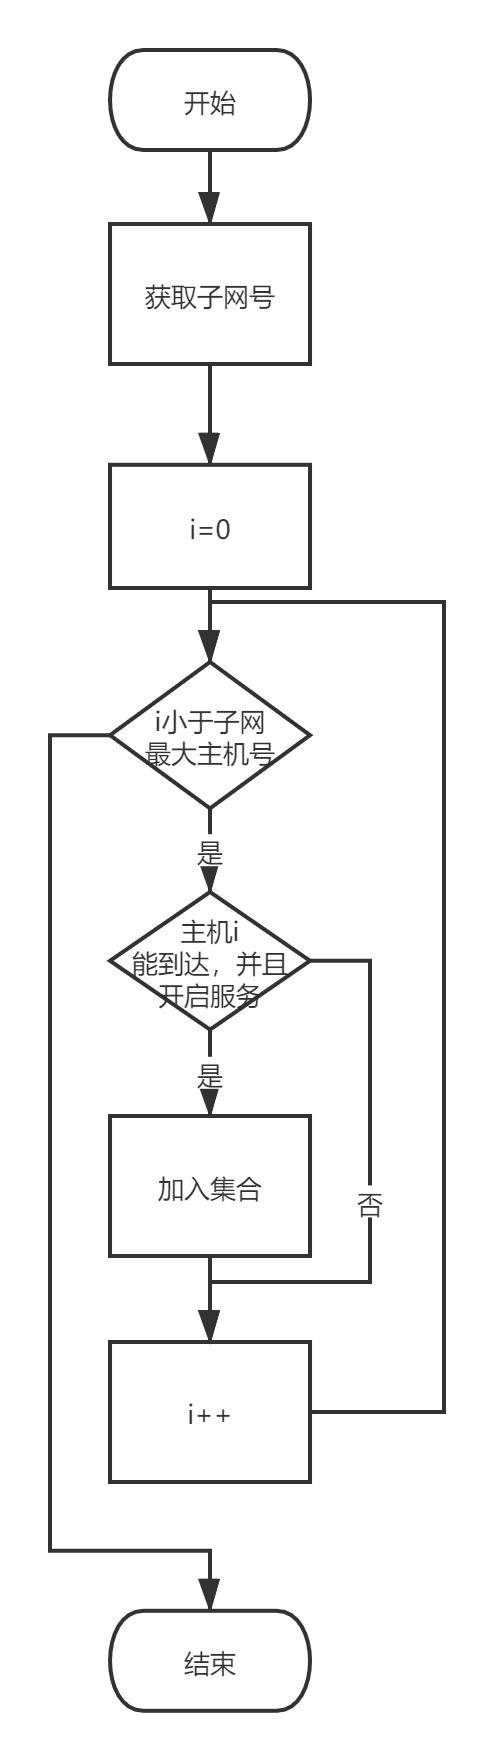 开始
获取子网号
i=0
i小于子网
最大主机号
是
主机i
能到达，并且
开启服务
是
加入集合
否
i++
结束